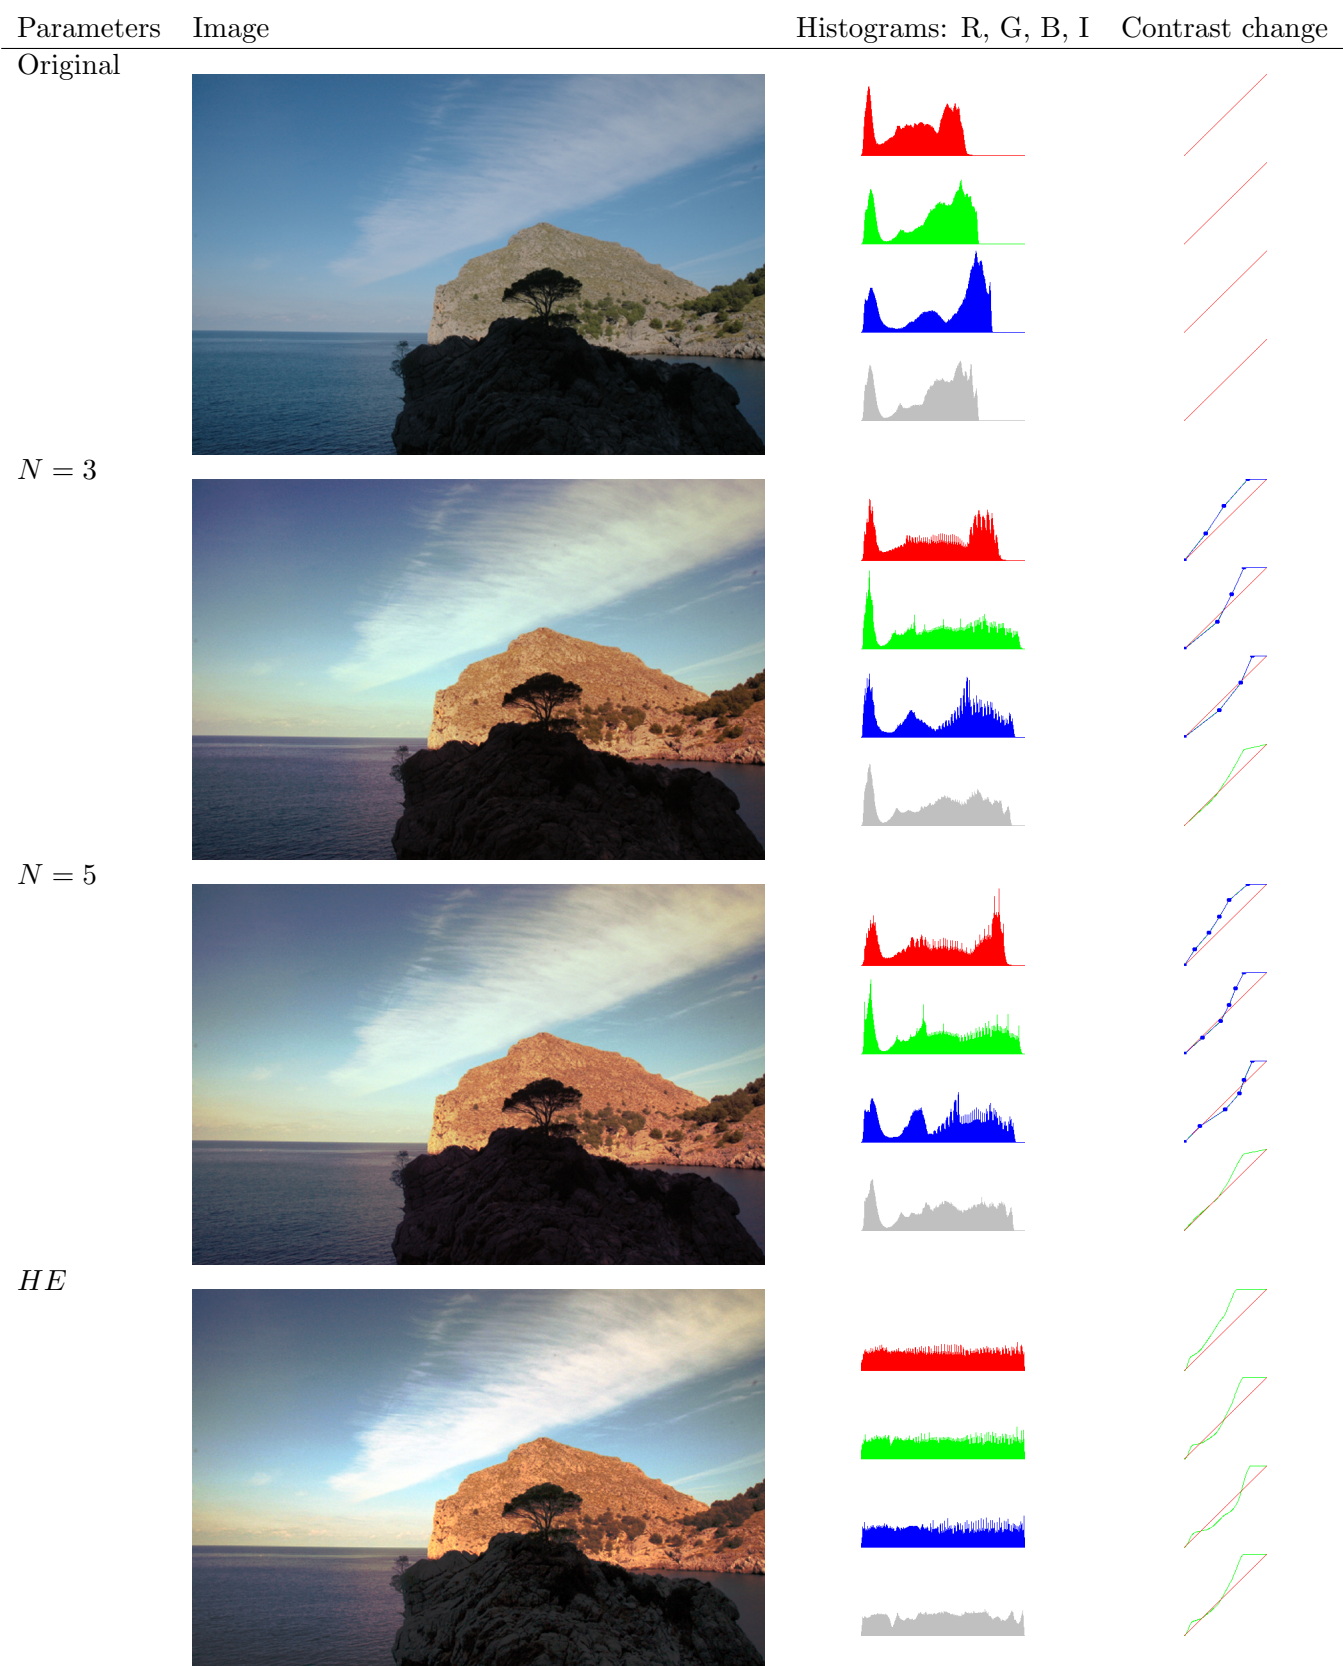 Parameters Image Histograms: R, G, B, I Contrast change
Original
N = 3
N = 5
HE